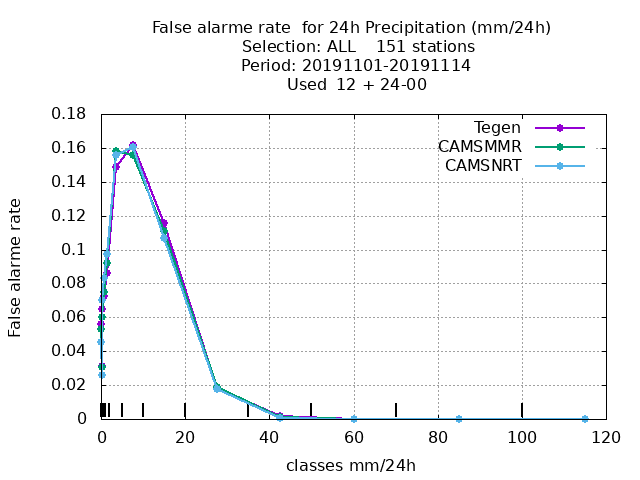 False alarme rate  for 24h Precipitation (mm/24h)
Selection: ALL    151 stations
Period: 20191101-20191114
Used  12 + 24-00
0.18
0.16
0.14
0.12
0.1
0.08
0.06
0.04
0.02
0
False alarme rate
Tegen
CAMSMMR
CAMSNRT
0 20 40 60 80 100 120
classes mm/24h